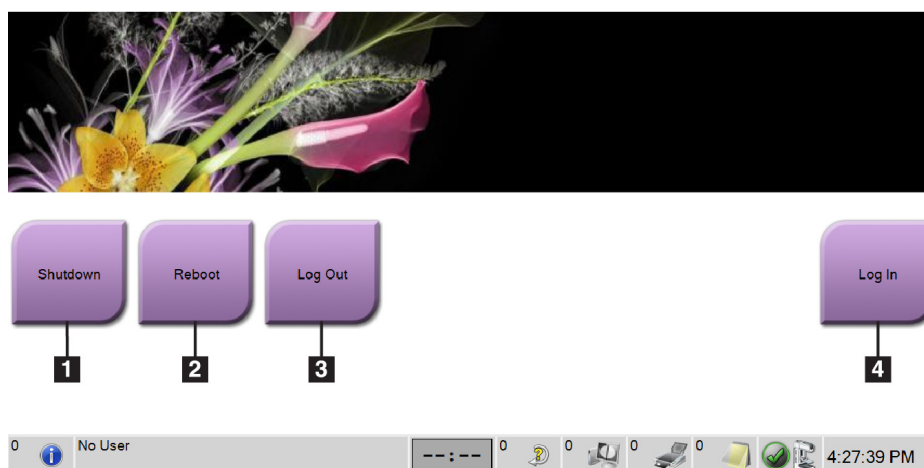 Shutdown
Reboot
Log Out
Log In
1
2
3
4
0
No User
--:--
0
0
0
0
4:27:39 PM